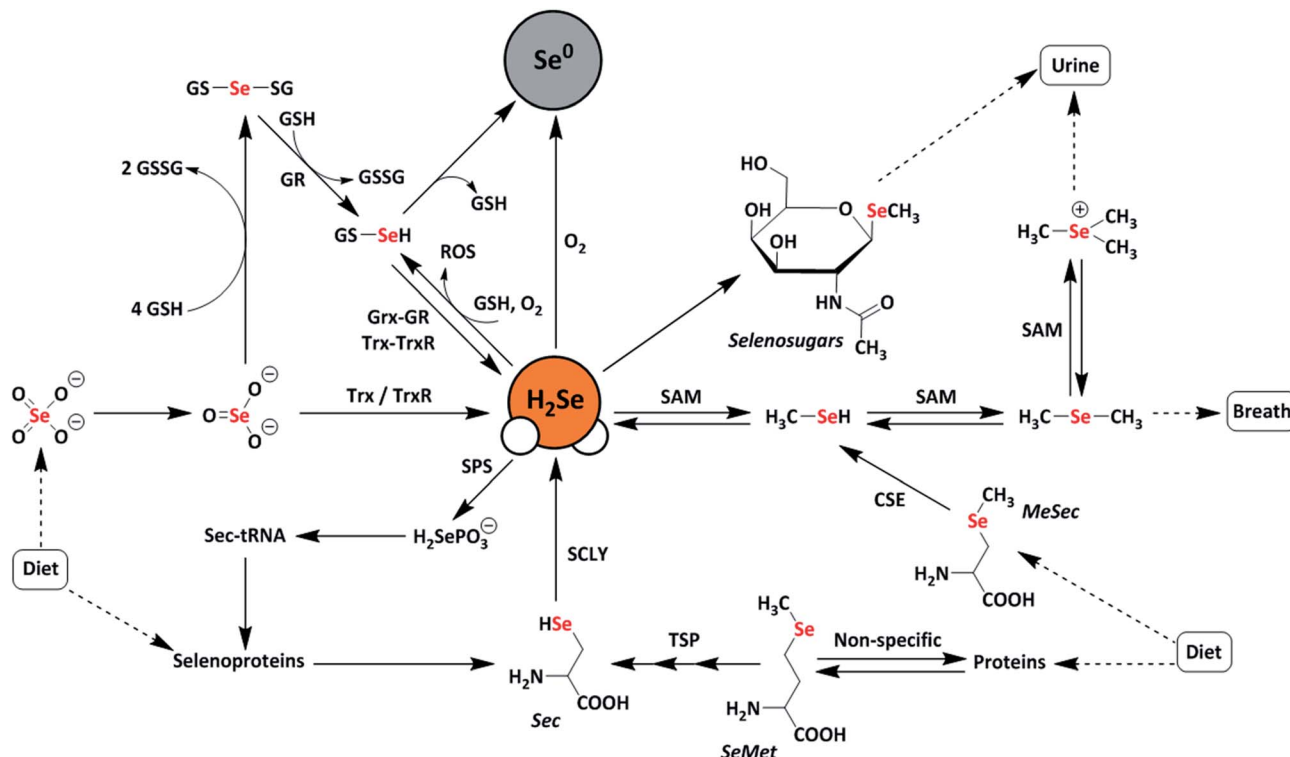 Se⁰
Urine
GS—Se—SG
GSH
2 GSSG
GSSG
GR
GSH
GS—SeH
ROS
O₂
GSH, O₂
4 GSH
Grx-GR
Trx-TrxR
HO
OH
O
SeCH₃
OH
HN
O
CH₃
Selenosugars
⊕
H₃C—Se
CH₃
CH₃
SAM
O
O⊖
Se
O
O⊖
O⊖
O=Se
O⊖
Trx / TrxR
H₂Se
SAM
H₃C—SeH
SAM
H₃C—Se—CH₃
Breath
SPS
CSE
CH₃
Se
MeSec
H₂N
COOH
Sec-tRNA
H₂SePO₃⊖
SCLY
Diet
HSe
H₂N
COOH
Sec
H₃C
Se
H₂N
COOH
SeMet
TSP
Non-specific
Selenoproteins
Proteins
Diet